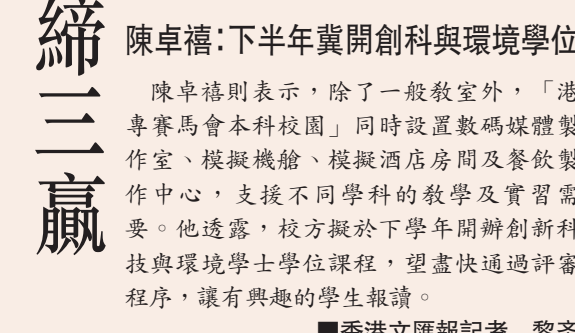 締三贏
陳卓禧：下半年冀開創科與環境學位
陳卓禧則表示，除了一般教室外，「港
專賽馬會本科校園」同時設置數碼媒體製
作室、模擬機艙、模擬酒店房間及餐飲製
作中心，支援不同學科的教學及實習需
要。他透露，校方擬於下學年開辦創新科
技與環境學士學位課程，望盡快通過評審
程序，讓有興趣的學生報讀。
■香港文匯報記者　黎忞